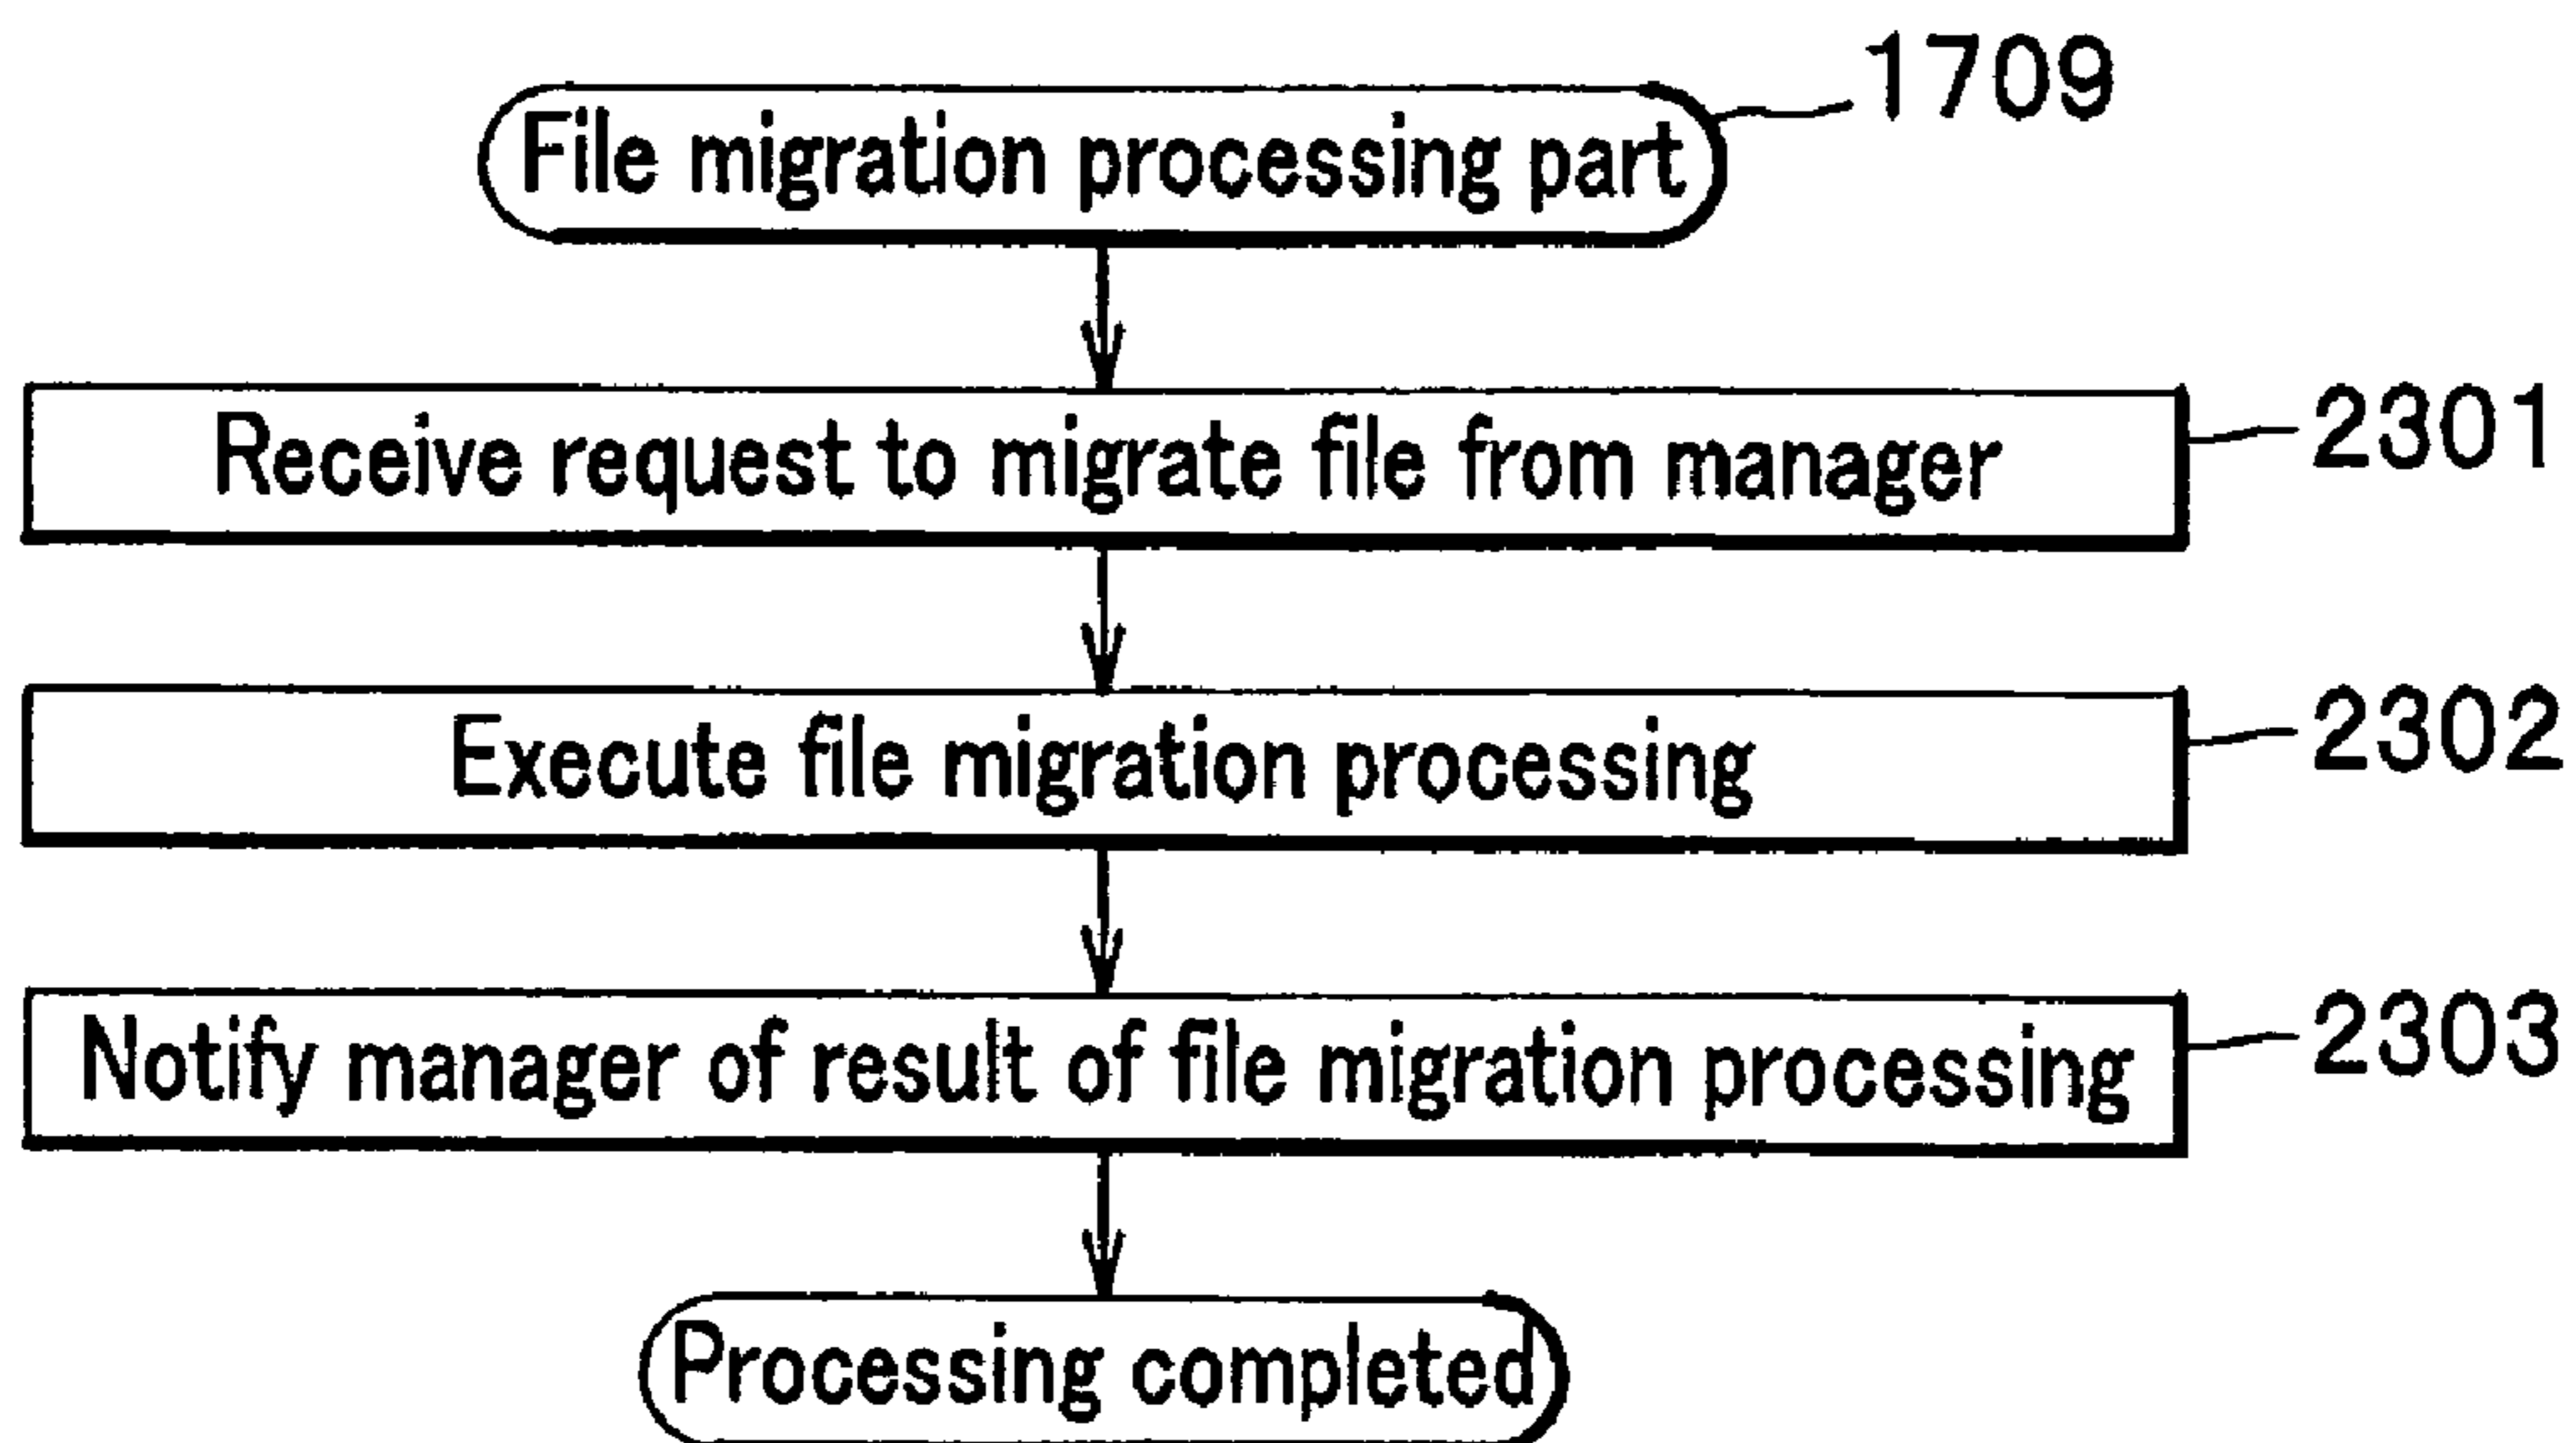 1709
File migration processing part
Receive request to migrate file from manager
2301
Execute file migration processing
2302
Notify manager of result of file migration processing
2303
Processing completed